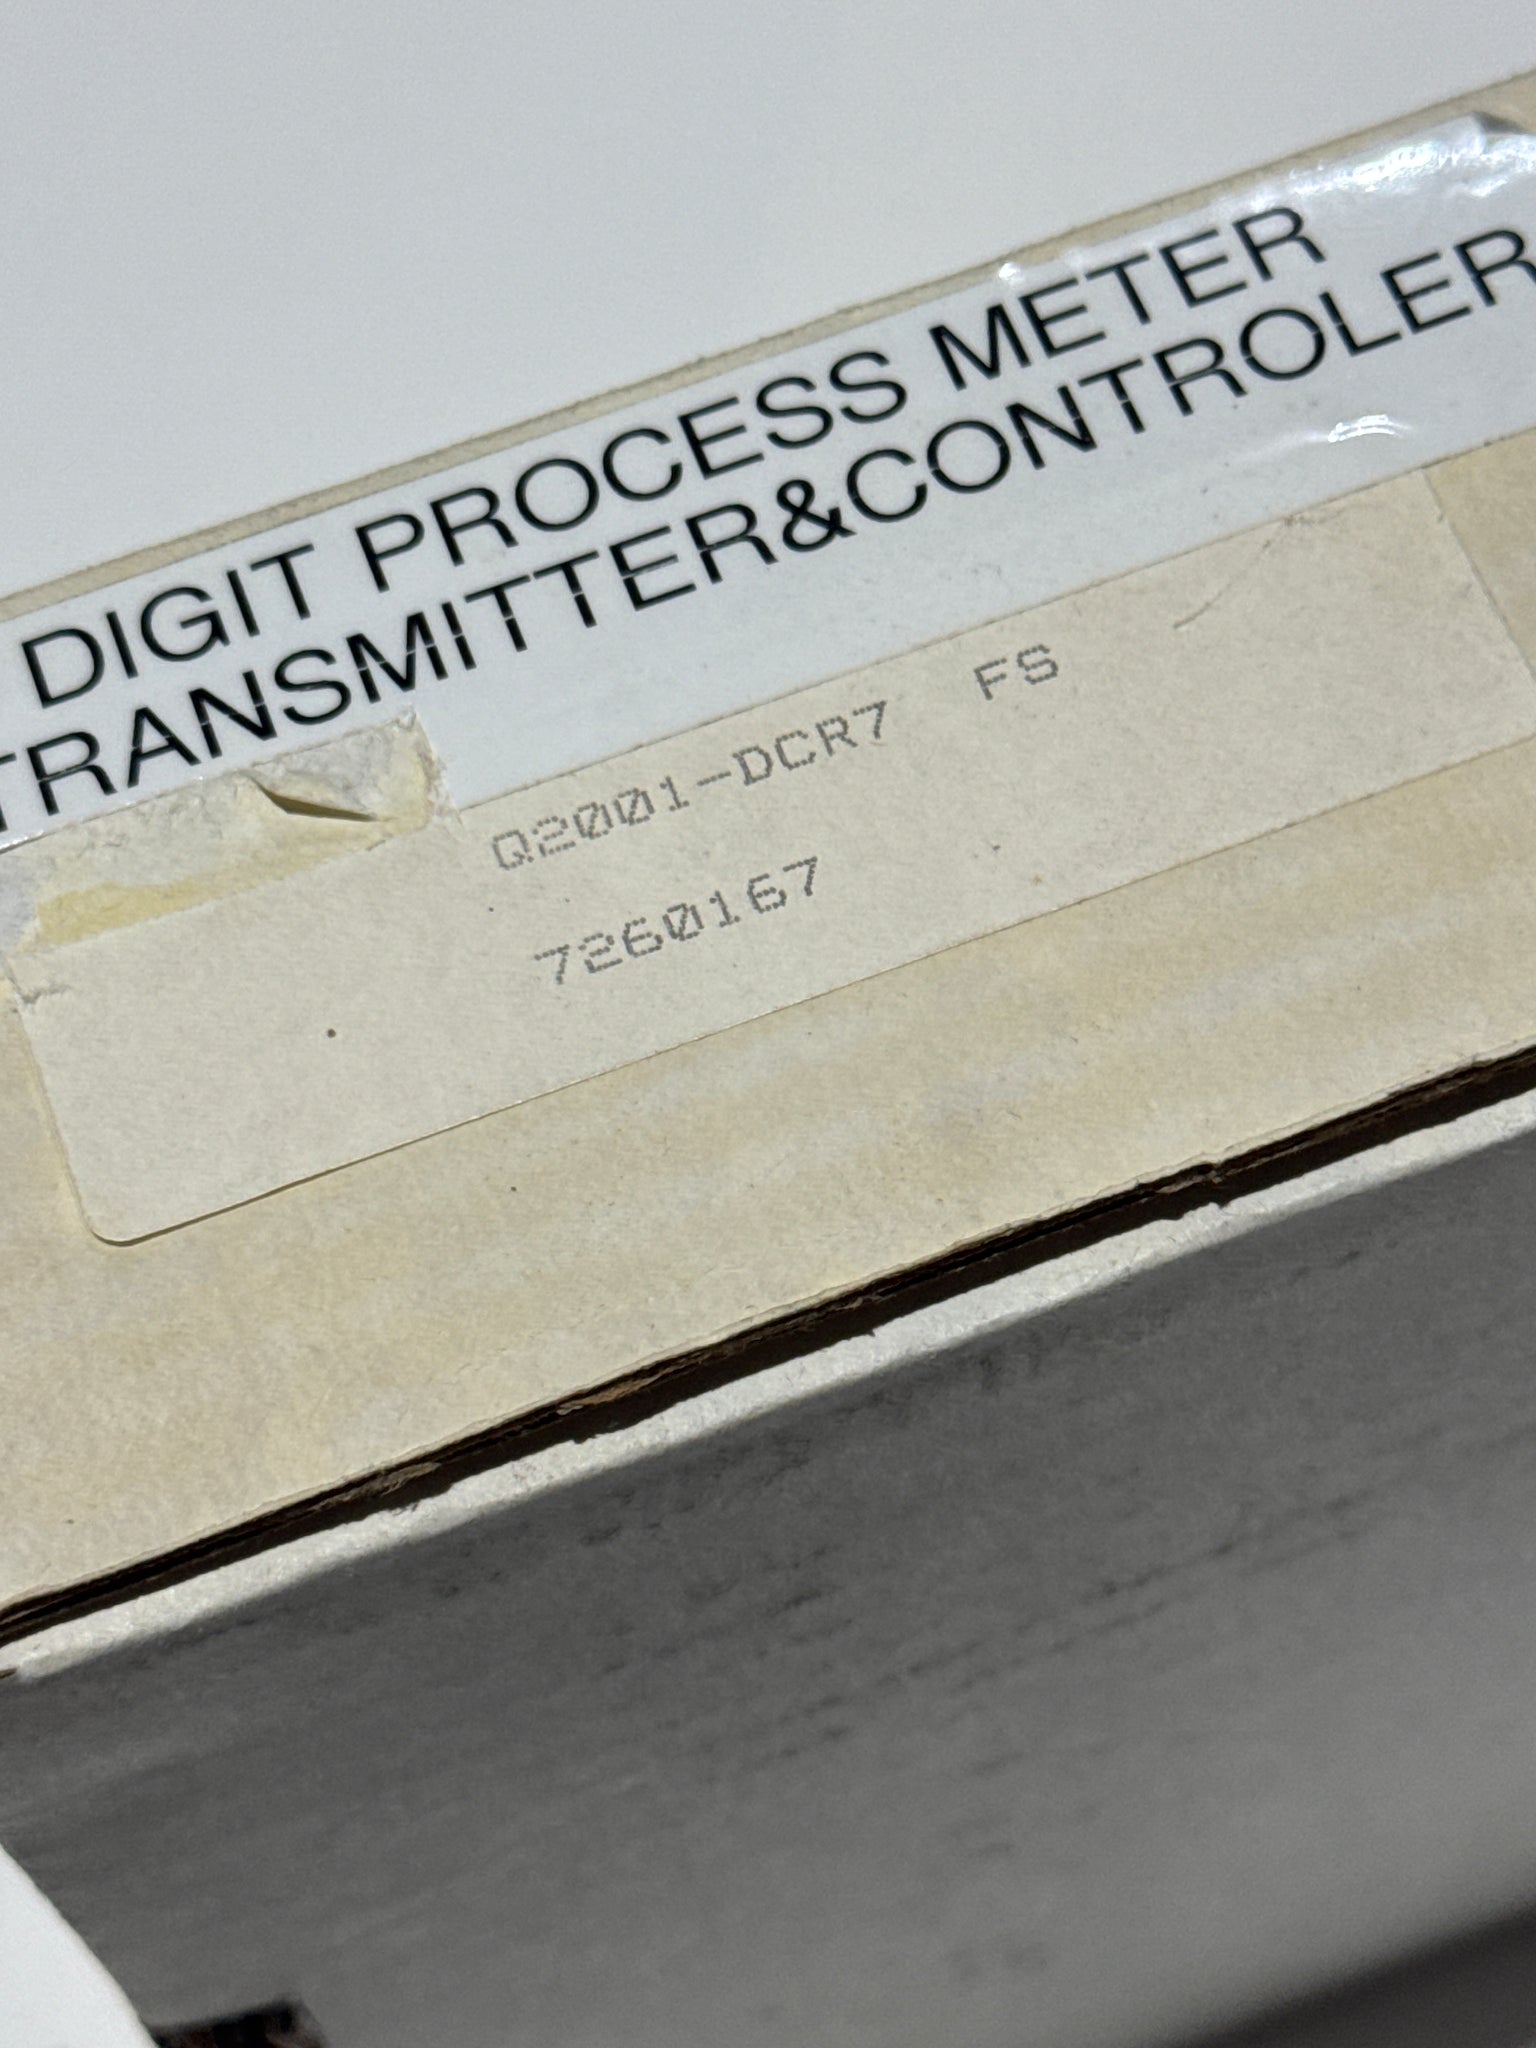 DIGIT PROCESS METER
TRANSMITTER&CONTROLER
Q2001-DCR7 FS
7260167